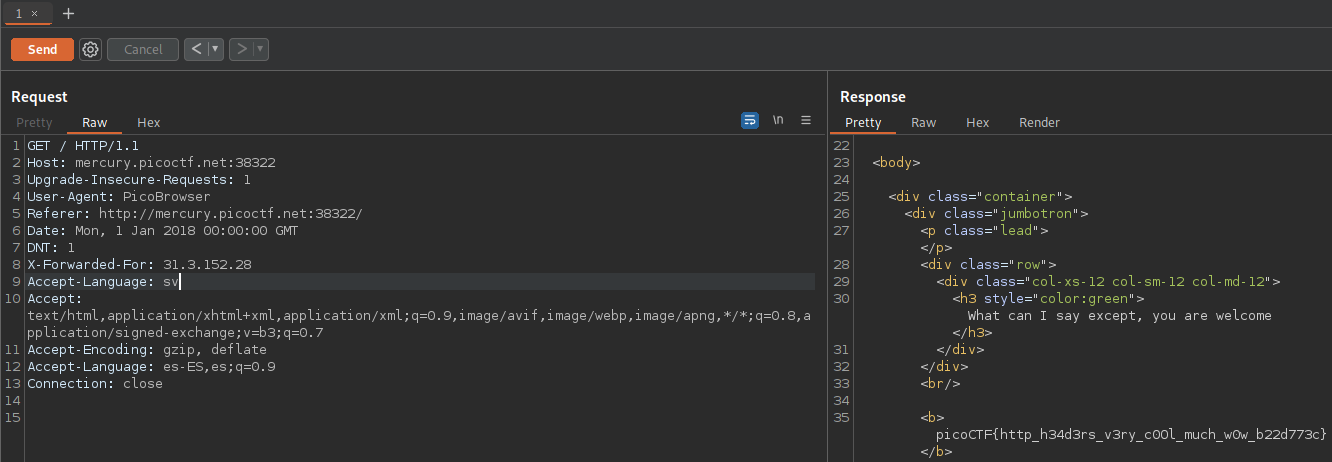 1 × +
Send Cancel < ▼ > ▼
Request
Pretty Raw Hex \n
1 GET / HTTP/1.1
2 Host: mercury.picoctf.net:38322
3 Upgrade-Insecure-Requests: 1
4 User-Agent: PicoBrowser
5 Referer: http://mercury.picoctf.net:38322/
6 Date: Mon, 1 Jan 2018 00:00:00 GMT
7 DNT: 1
8 X-Forwarded-For: 31.3.152.28
9 Accept-Language: sv
10 Accept:
text/html,application/xhtml+xml,application/xml;q=0.9,image/avif,image/webp,image/apng,*/*;q=0.8,a
pplication/signed-exchange;v=b3;q=0.7
11 Accept-Encoding: gzip, deflate
12 Accept-Language: es-ES,es;q=0.9
13 Connection: close
14
15
Response
Pretty Raw Hex Render
22
23 <body>
24
25 <div class="container">
26 <div class="jumbotron">
27 <p class="lead">
</p>
28 <div class="row">
29 <div class="col-xs-12 col-sm-12 col-md-12">
30 <h3 style="color:green">
What can I say except, you are welcome
</h3>
31 </div>
32 </div>
33 <br/>
34
35 <b>
picoCTF{http_h34d3rs_v3ry_c00l_much_w0w_b22d773c}
</b>